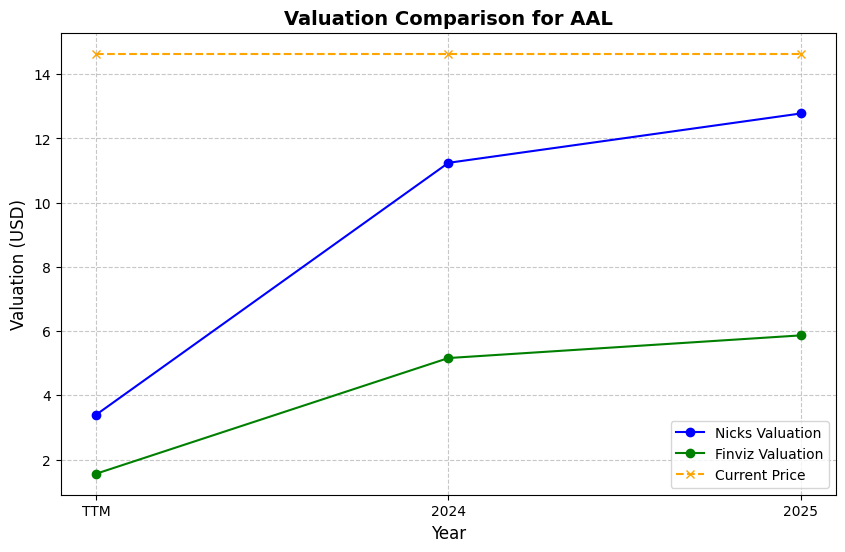 Valuation Comparison for AAL
Valuation (USD)
14
12
10
8
6
4
2
TTM
2024
2025
Year
Nicks Valuation
Finviz Valuation
Current Price